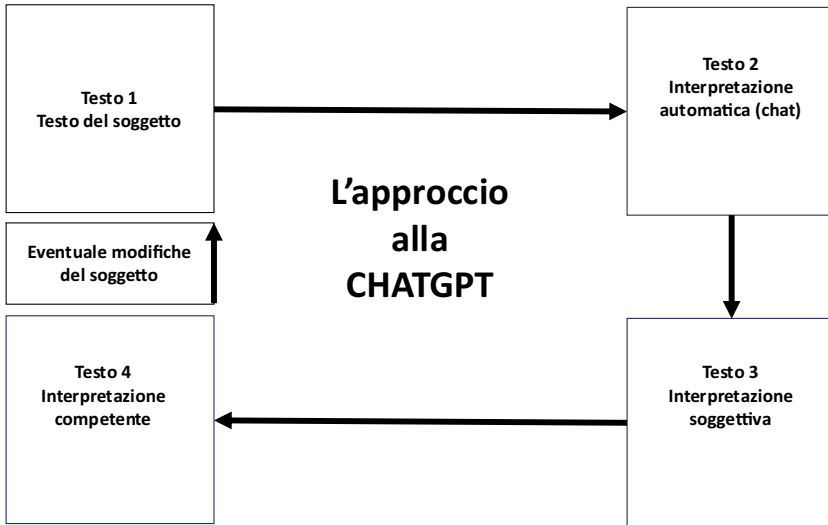 Testo 1
Testo del soggetto
Testo 2
Interpretazione
automatica (chat)
L’approccio
alla
CHATGPT
Eventuale modifiche
del soggetto
Testo 4
Interpretazione
competente
Testo 3
Interpretazione
soggettiva